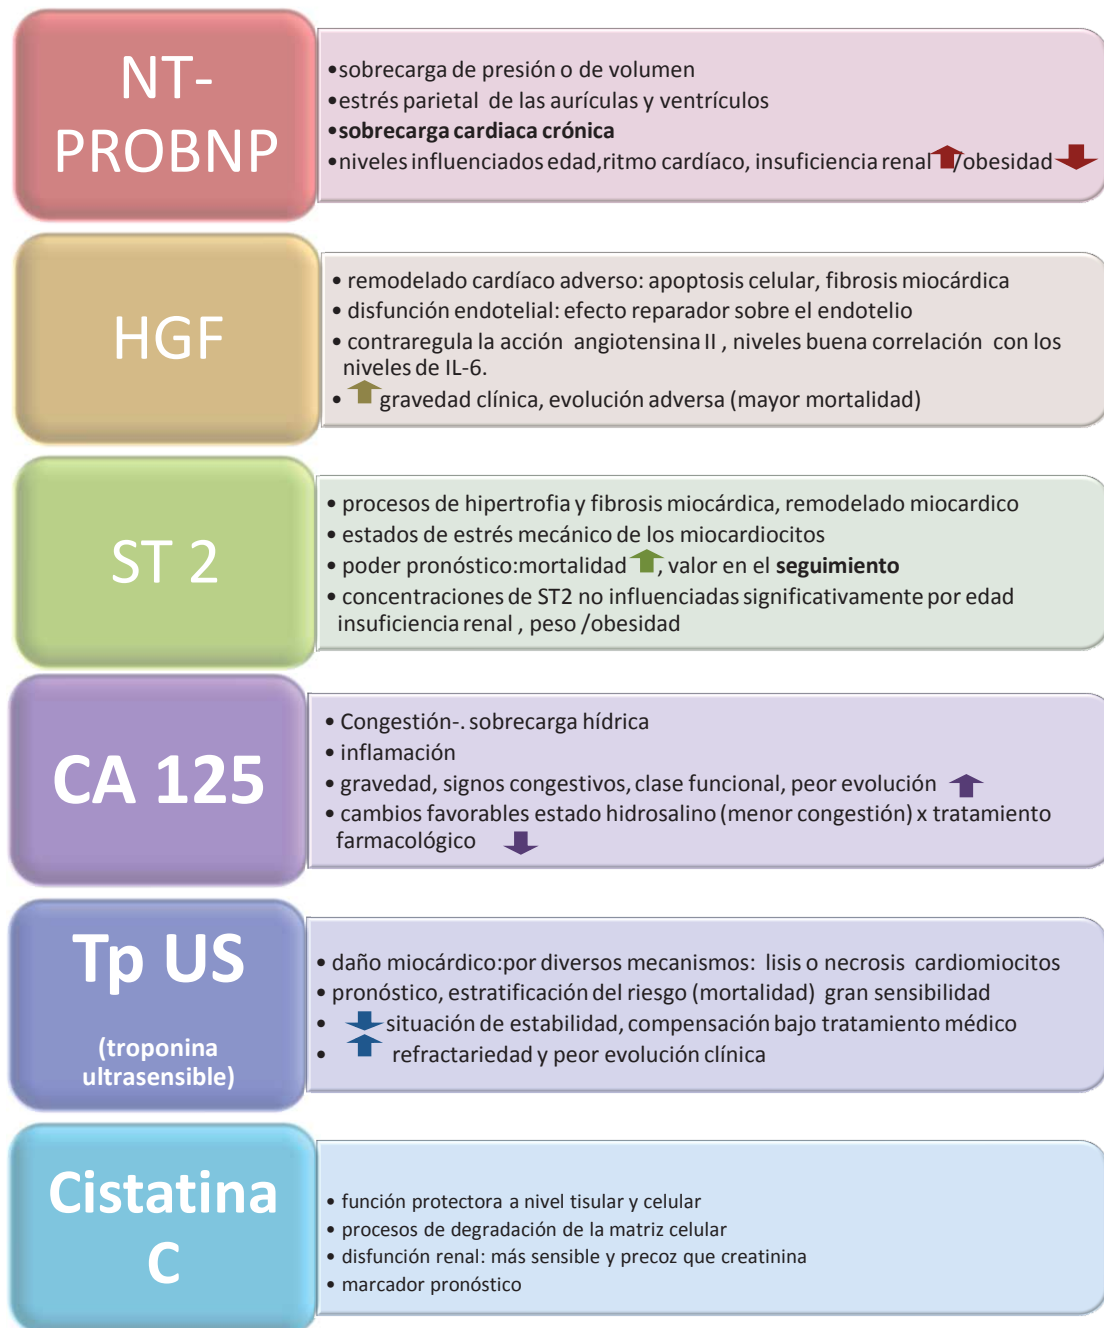 NT-
PROBNP
•sobrecarga de presión o de volumen
•estrés parietal de las aurículas y ventrículos
•sobrecarga cardiaca crónica
•niveles influenciados edad,ritmo cardíaco, insuficiencia renal /obesidad
HGF
• remodelado cardíaco adverso: apoptosis celular, fibrosis miocárdica
• disfunción endotelial: efecto reparador sobre el endotelio
• contraregula la acción angiotensina II , niveles buena correlación con los
niveles de IL-6.
• gravedad clínica, evolución adversa (mayor mortalidad)
ST 2
• procesos de hipertrofia y fibrosis miocárdica, remodelado miocardico
• estados de estrés mecánico de los miocardiocitos
• poder pronóstico:mortalidad , valor en el seguimiento
• concentraciones de ST2 no influenciadas significativamente por edad
insuficiencia renal , peso /obesidad
CA 125
• Congestión-. sobrecarga hídrica
• inflamación
• gravedad, signos congestivos, clase funcional, peor evolución
• cambios favorables estado hidrosalino (menor congestión) x tratamiento
farmacológico
Tp US
(troponina
ultrasensible)
• daño miocárdico:por diversos mecanismos: lisis o necrosis cardiomiocitos
• pronóstico, estratificación del riesgo (mortalidad) gran sensibilidad
• situación de estabilidad, compensación bajo tratamiento médico
• refractariedad y peor evolución clínica
Cistatina
C
• función protectora a nivel tisular y celular
• procesos de degradación de la matriz celular
• disfunción renal: más sensible y precoz que creatinina
• marcador pronóstico